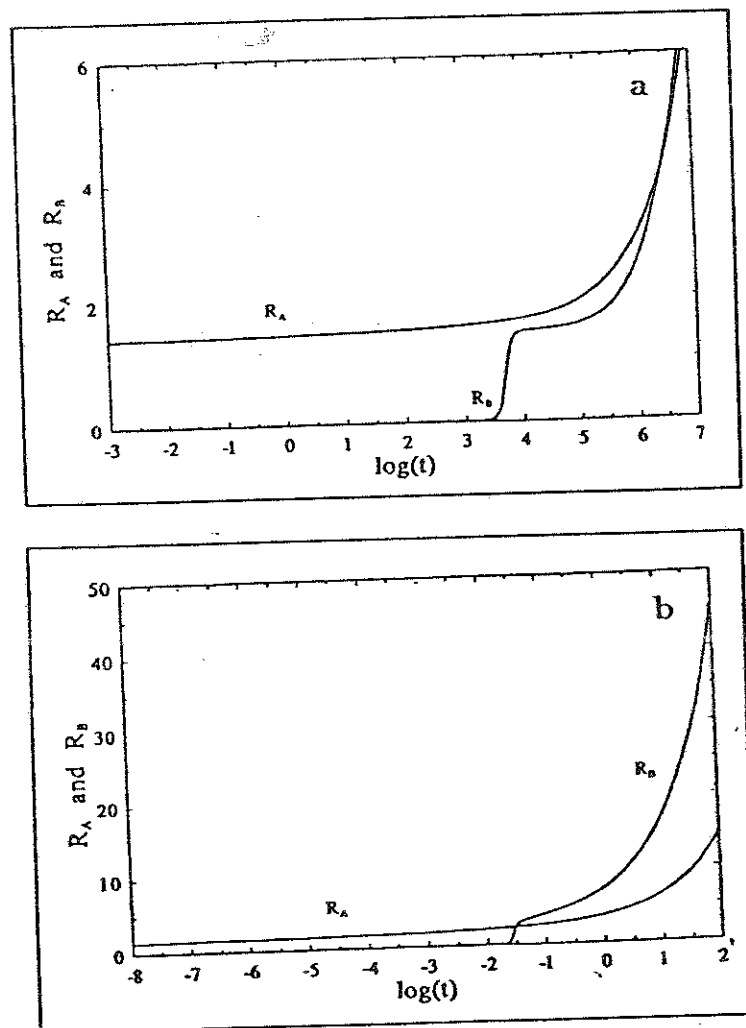 a
6
4
2
0
R_A and R_B
R_A
R_B
-3 -2 -1 0 1 2 3 4 5 6 7
log(t)
b
50
40
30
20
10
0
R_A and R_B
R_B
R_A
-8 -7 -6 -5 -4 -3 -2 -1 0 1 2
log(t)